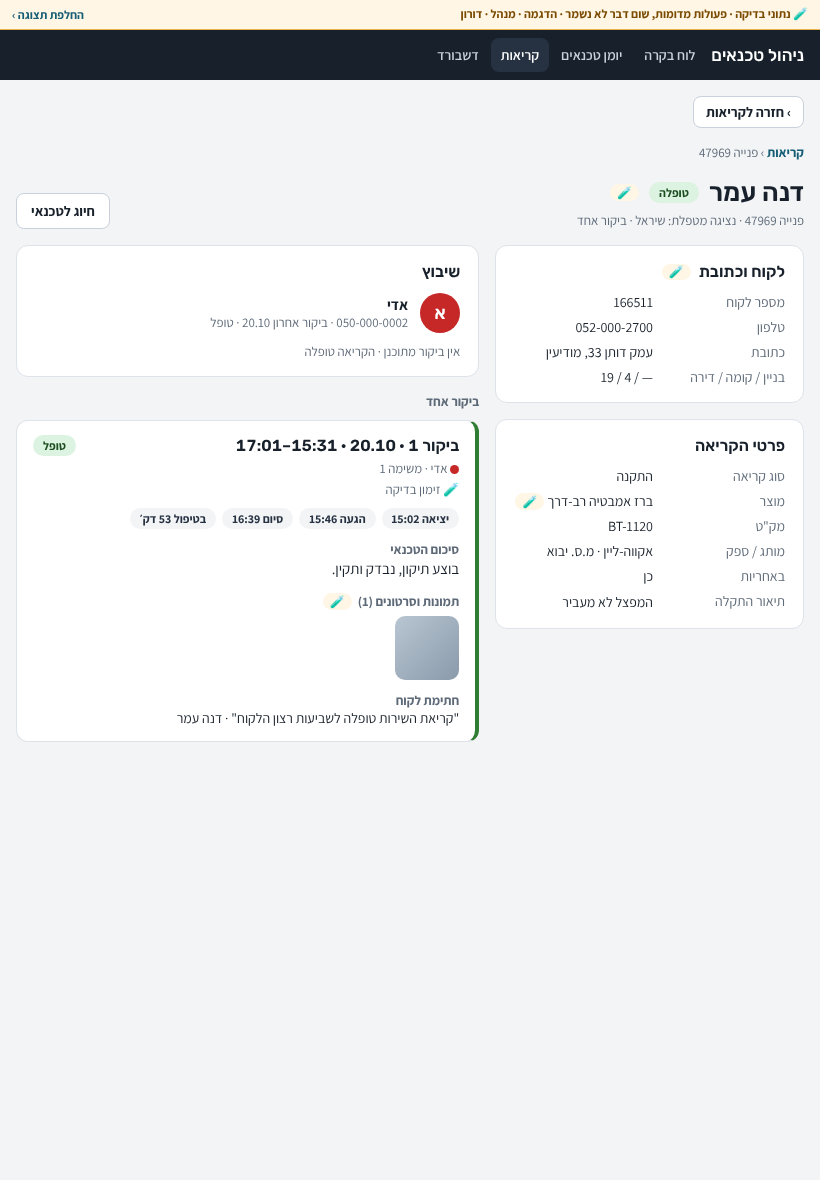 🧪 נתוני בדיקה · פעולות מדומות, שום דבר לא נשמר · הדגמה · מנהל · דורון
החלפת תצוגה ›
ניהול טכנאים
לוח בקרה
יומן טכנאים
קריאות
דשבורד
› חזרה לקריאות
קריאות › פנייה 47969
דנה עמר
טופלה
🧪
פנייה 47969 · נציגה מטפלת: שיראל · ביקור אחד
חיוג לטכנאי
לקוח וכתובת 🧪
מספר לקוח 166511
טלפון 052-000-2700
כתובת עמק דותן 33, מודיעין
בניין / קומה / דירה — / 4 / 19
פרטי הקריאה
סוג קריאה התקנה
מוצר ברז אמבטיה רב-דרך 🧪
מק"ט BT-1120
מותג / ספק אקווה-ליין · מ.ס. יבוא
באחריות כן
תיאור התקלה המפצל לא מעביר
שיבוץ
א
אדי
050-000-0002 · ביקור אחרון 20.10 · טופל
אין ביקור מתוכנן · הקריאה טופלה
ביקור אחד
ביקור 1 · 20.10 · 15:31–17:01
טופל
אדי · משימה 1
🧪 זימון בדיקה
יציאה 15:02
הגעה 15:46
סיום 16:39
בטיפול 53 דק׳
סיכום הטכנאי
בוצע תיקון, נבדק ותקין.
תמונות וסרטונים (1) 🧪
חתימת לקוח
"קריאת השירות טופלה לשביעות רצון הלקוח" · דנה עמר